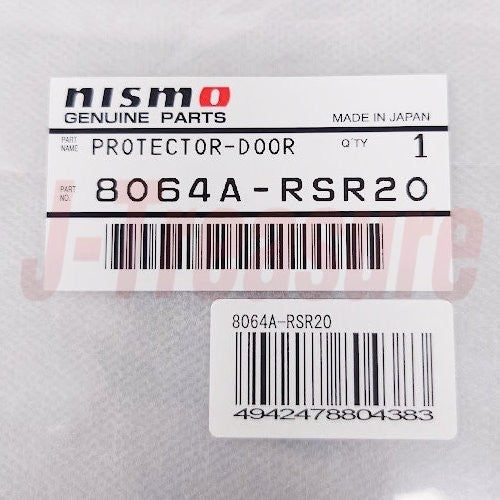 nismo
GENUINE PARTS
MADE IN JAPAN
PART NAME PROTECTOR-DOOR Q'TY 1
PART NO. 8064A-RSR20
J-Treasure
8064A-RSR20
4942478804383